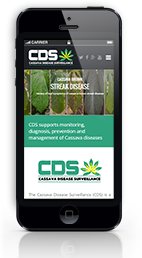 CARRIER
CDS
CASSAVA DISEASE SURVEILLANCE
CASSAVA BROWN
STREAK DISEASE
CDS supports monitoring,
diagnosis, prevention and
management of Cassava diseases
CDS
CASSAVA DISEASE SURVEILLANCE
The Cassava Disease Surveillance (CDS) is a